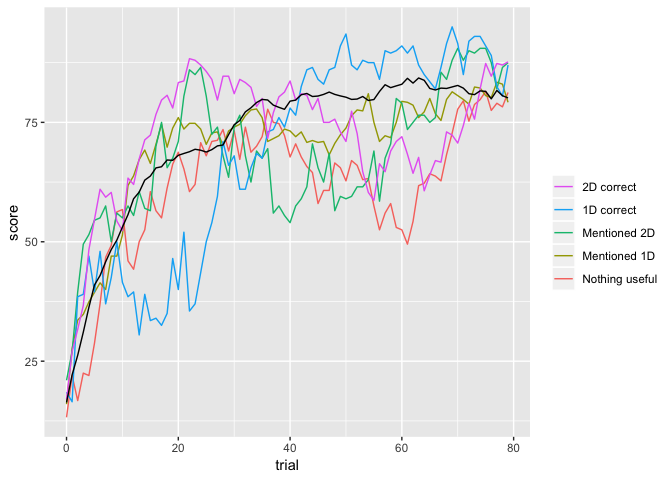 75
50
25
score
0
20
40
60
80
trial
2D correct
1D correct
Mentioned 2D
Mentioned 1D
Nothing useful